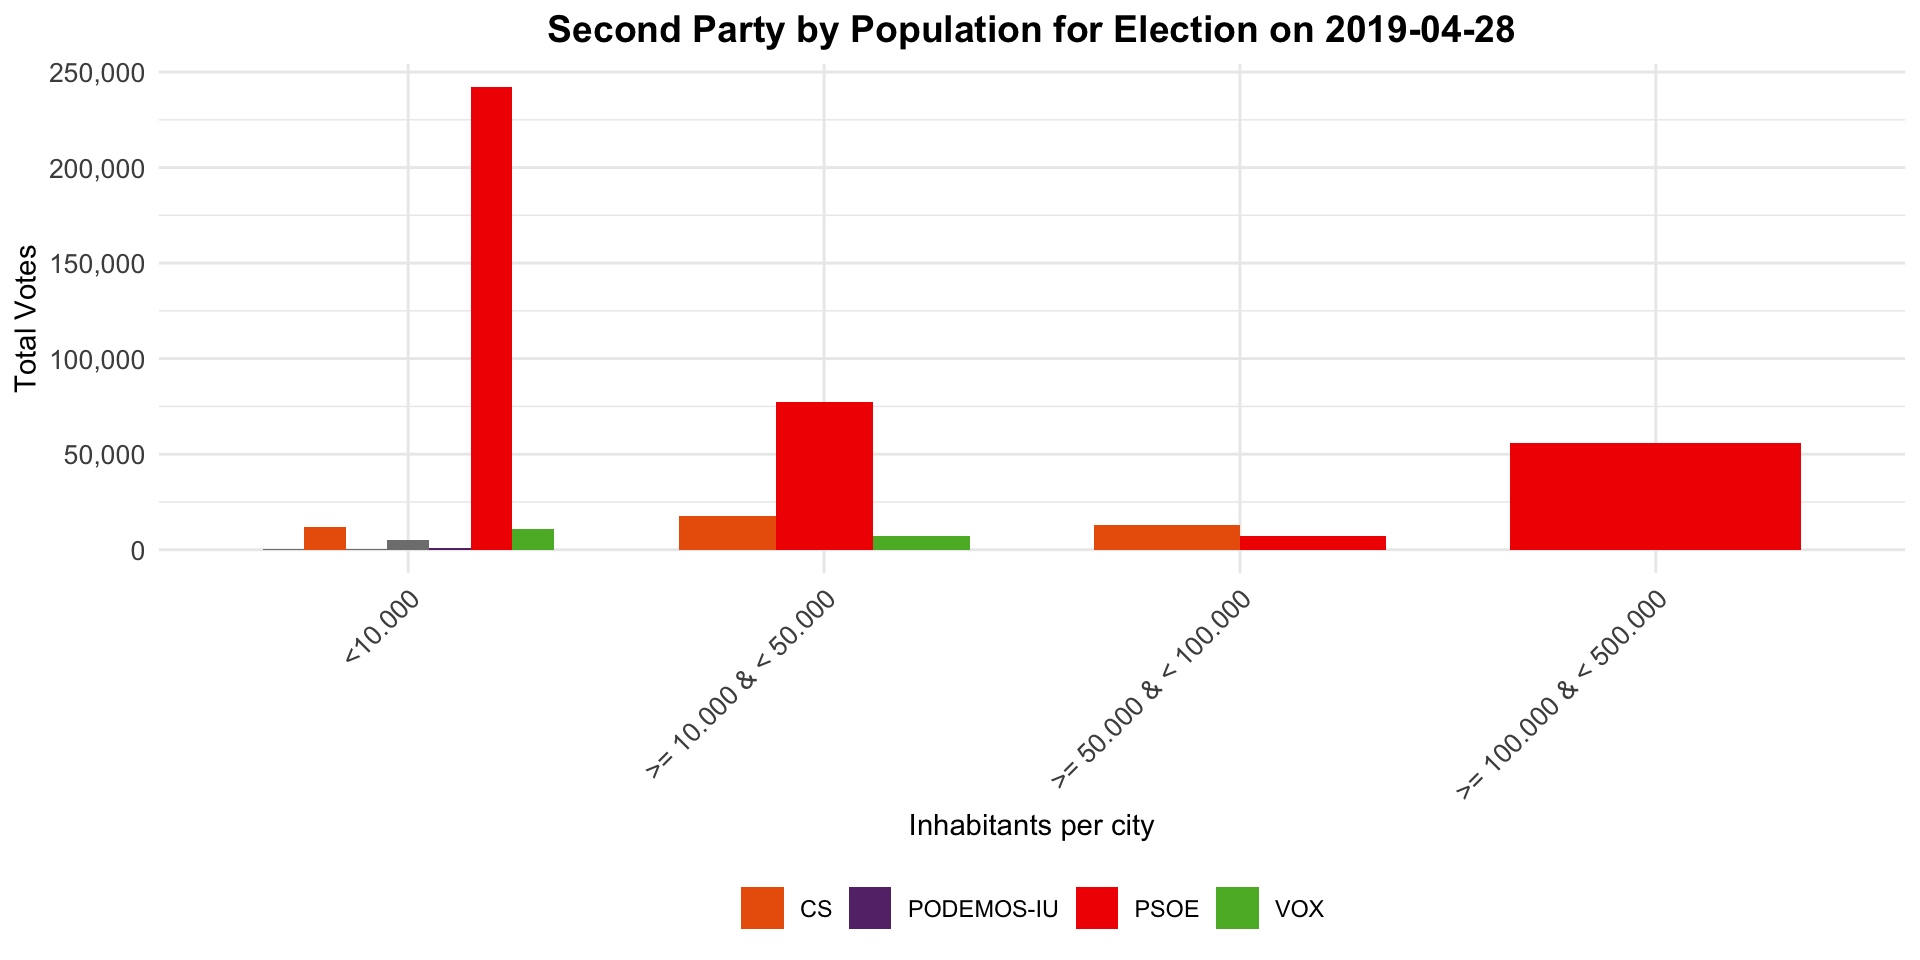 Second Party by Population for Election on 2019-04-28
Total Votes
250,000
200,000
150,000
100,000
50,000
0
<10.000
>= 10.000 & < 50.000
>= 50.000 & < 100.000
>= 100.000 & < 500.000
Inhabitants per city
CS PODEMOS-IU PSOE VOX